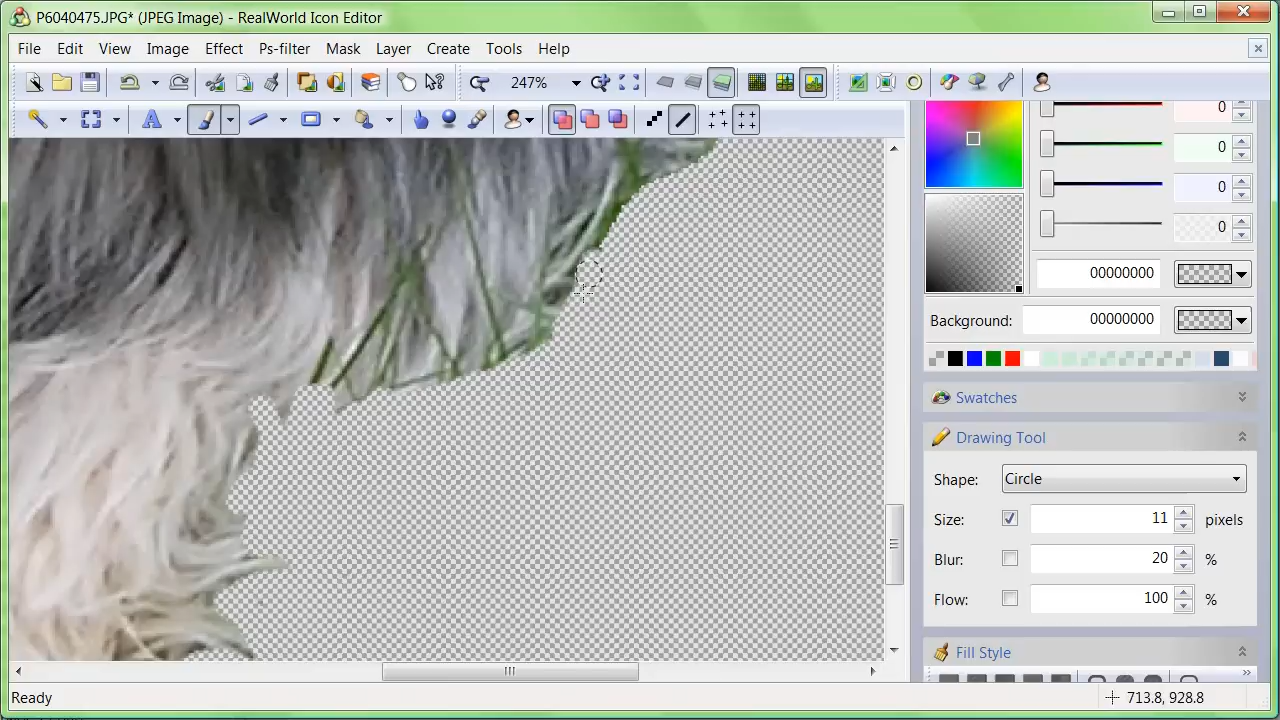 P6040475.JPG* (JPEG Image) - RealWorld Icon Editor
File Edit View Image Effect Ps-filter Mask Layer Create Tools Help
247%
0
0
0
0
00000000
Background: 00000000
Swatches
Drawing Tool
Shape: Circle
Size: 11 pixels
Blur: 20 %
Flow: 100 %
Fill Style
Ready 713.8, 928.8